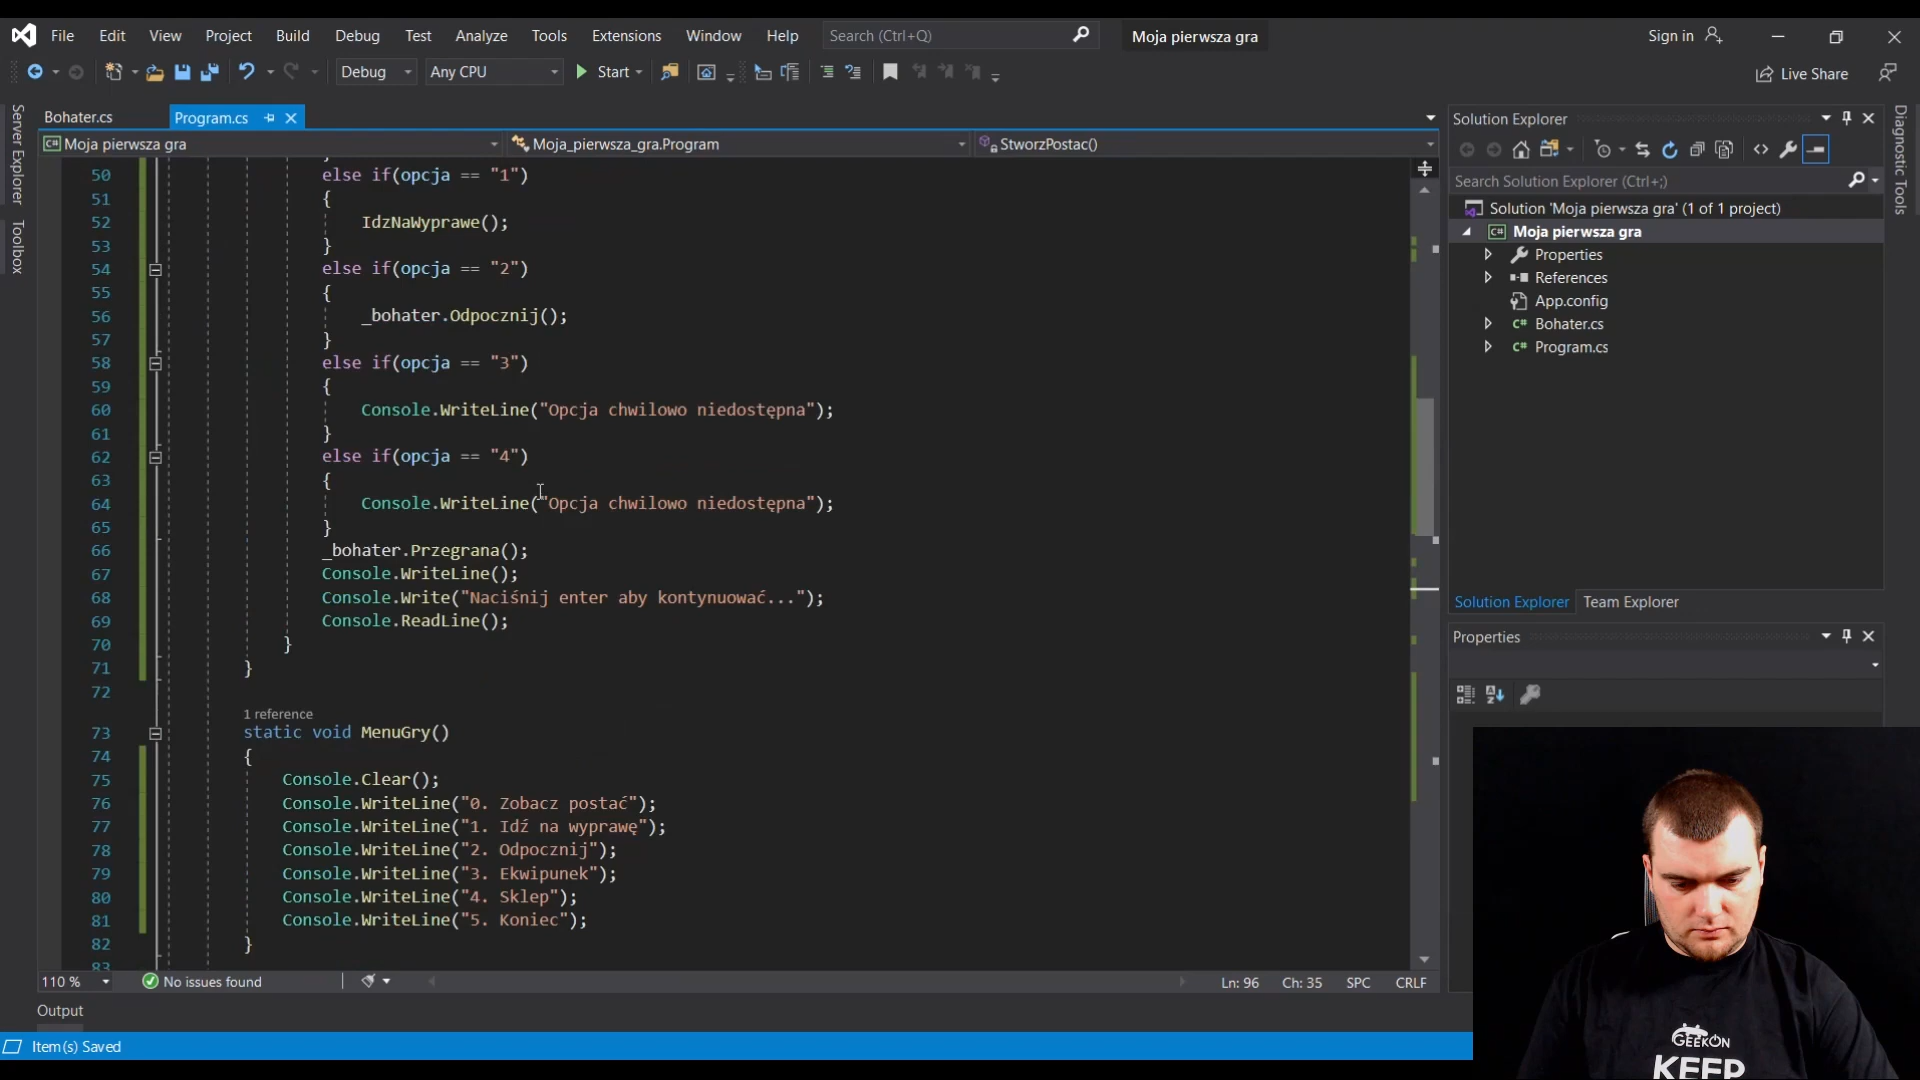 File Edit View Project Build Debug Test Analyze Tools Extensions Window Help Search (Ctrl+Q) Moja pierwsza gra Sign in
Debug Any CPU Start Live Share
Server Explorer
Toolbox
Bohater.cs Program.cs
C# Moja pierwsza gra Moja_pierwsza_gra.Program StworzPostac()
50 else if(opcja == "1")
51 {
52 IdzNaWyprawe();
53 }
54 else if(opcja == "2")
55 {
56 _bohater.Odpocznij();
57 }
58 else if(opcja == "3")
59 {
60 Console.WriteLine("Opcja chwilowo niedostępna");
61 }
62 else if(opcja == "4")
63 {
64 Console.WriteLine("Opcja chwilowo niedostępna");
65 }
66 _bohater.Przegrana();
67 Console.WriteLine();
68 Console.Write("Naciśnij enter aby kontynuować...");
69 Console.ReadLine();
70 }
71 }
72
1 reference
73 static void MenuGry()
74 {
75 Console.Clear();
76 Console.WriteLine("0. Zobacz postać");
77 Console.WriteLine("1. Idź na wyprawę");
78 Console.WriteLine("2. Odpocznij");
79 Console.WriteLine("3. Ekwipunek");
80 Console.WriteLine("4. Sklep");
81 Console.WriteLine("5. Koniec");
82 }
83
110 % No issues found Ln: 96 Ch: 35 SPC CRLF
Output
Item(s) Saved
Solution Explorer
Search Solution Explorer (Ctrl+;)
Solution 'Moja pierwsza gra' (1 of 1 project)
C# Moja pierwsza gra
Properties
References
App.config
C# Bohater.cs
C# Program.cs
Solution Explorer Team Explorer
Properties
Diagnostic Tools
GEEKON
KEEP